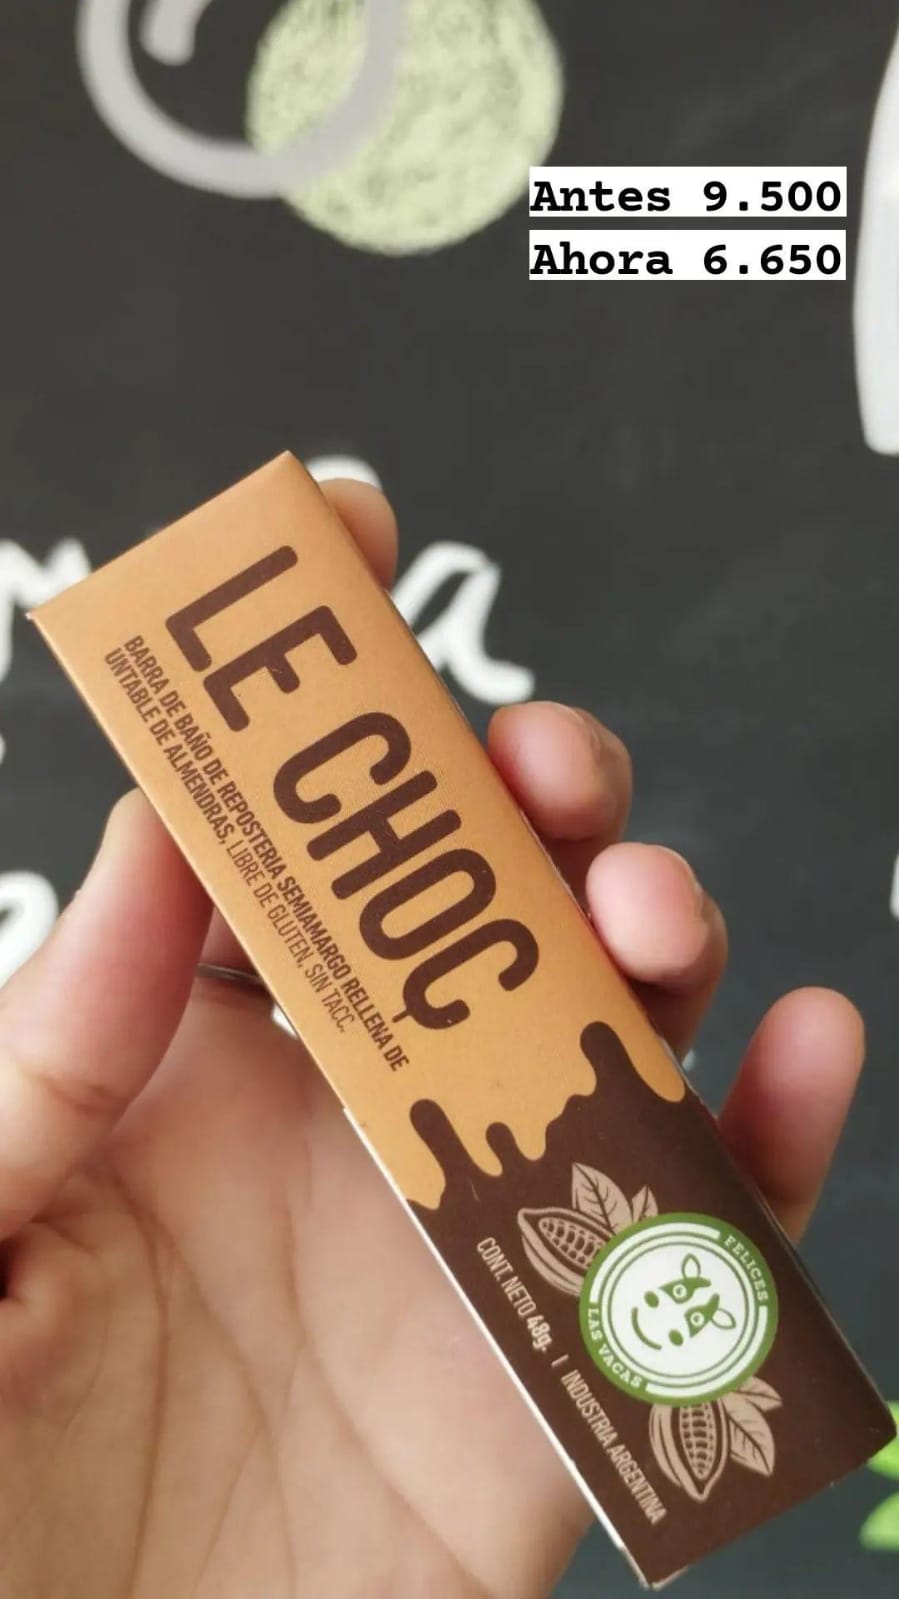 Antes 9.500
Ahora 6.650
LE CHOÇ
BARRA DE BAÑO DE REPOSTERÍA SEMIAMARGO RELLENA DE
UNTABLE DE ALMENDRAS, LIBRE DE GLUTEN, SIN TACC.
FELICES
LAS VACAS
CONT. NETO 48g. | INDUSTRIA ARGENTINA